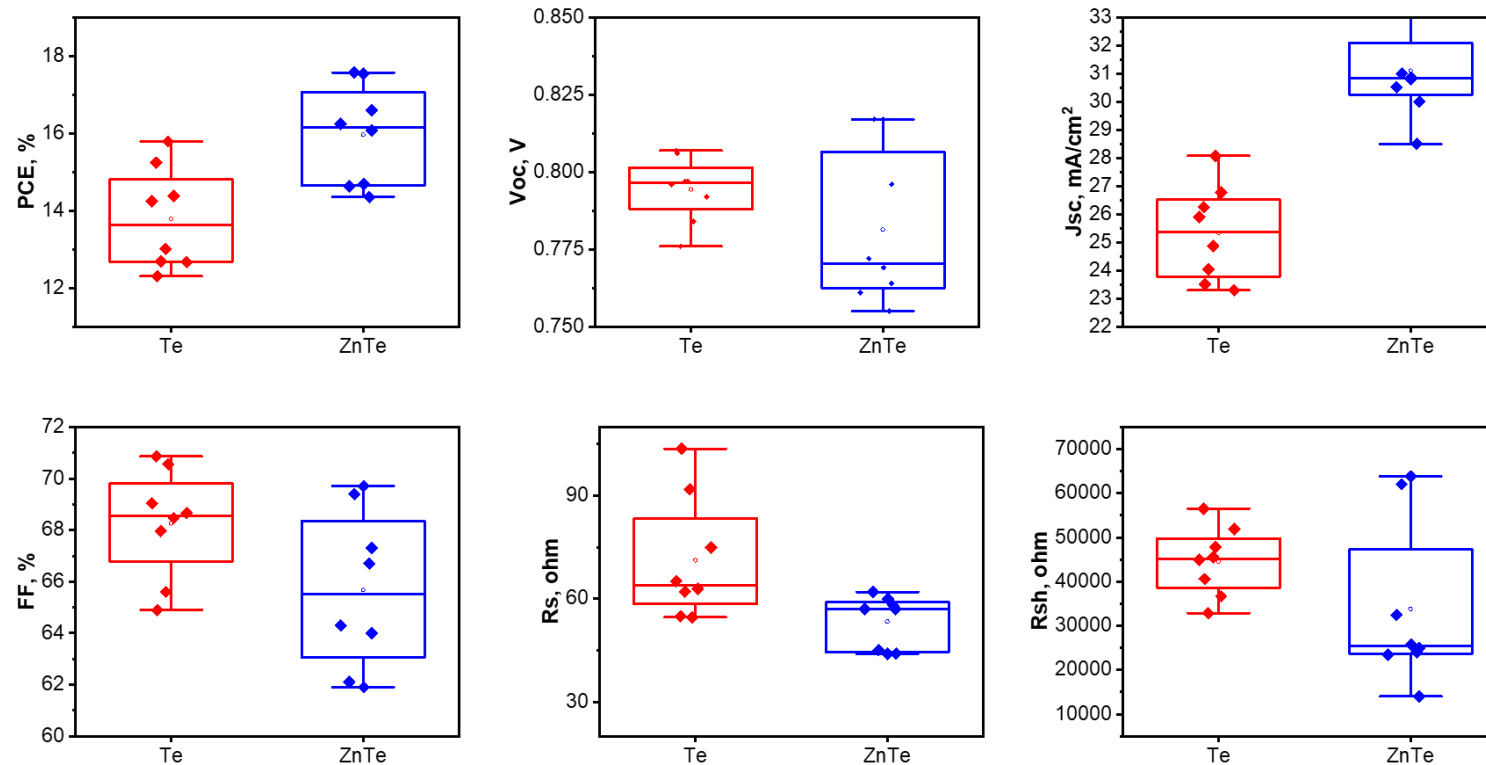 PCE, %
18
16
14
12
Te
ZnTe
Voc, V
0.850
0.825
0.800
0.775
0.750
Te
ZnTe
Jsc, mA/cm²
33
32
31
30
29
28
27
26
25
24
23
22
Te
ZnTe
FF, %
72
70
68
66
64
62
60
Te
ZnTe
Rs, ohm
90
60
30
Te
ZnTe
Rsh, ohm
70000
60000
50000
40000
30000
20000
10000
Te
ZnTe